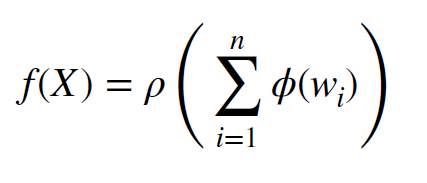 f(X) = ρ ( ∑_{i=1}^{n} ϕ(w_i) )